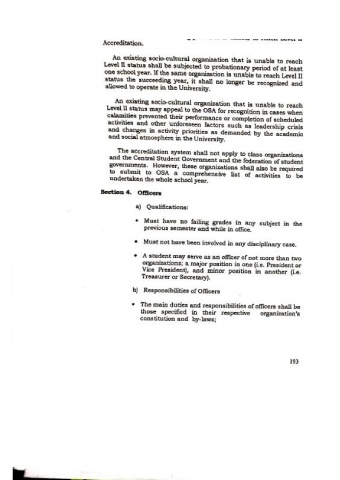 Accreditation.
An existing socio-cultural organization that is unable to reach
Level II status shall be subjected to probationary period of at least
one school year. If the same organization is unable to reach Level II
status the succeeding year, it shall no longer be recognized and
allowed to operate in the University.
An existing socio-cultural organization that is unable to reach
Level II status may appeal to the OSA for recognition in cases when
calamities prevented their performance or completion of scheduled
activities and other unforeseen factors such as leadership crisis
and changes in activity priorities as demanded by the academic
and social atmosphere in the University.
The accreditation system shall not apply to class organizations
and the Central Student Government and the federation of student
governments. However, these organizations shall also be required
to submit to OSA a comprehensive list of activities to be
undertaken the whole school year.
Section 4. Officers
a) Qualifications:
• Must have no failing grades in any subject in the
previous semester and while in office.
• Must not have been involved in any disciplinary case.
• A student may serve as an officer of not more than two
organizations; a major position in one (i.e. President or
Vice President), and minor position in another (i.e.
Treasurer or Secretary).
b) Responsibilities of Officers
• The main duties and responsibilities of officers shall be
those specified in their respective organization's
constitution and by-laws;
193